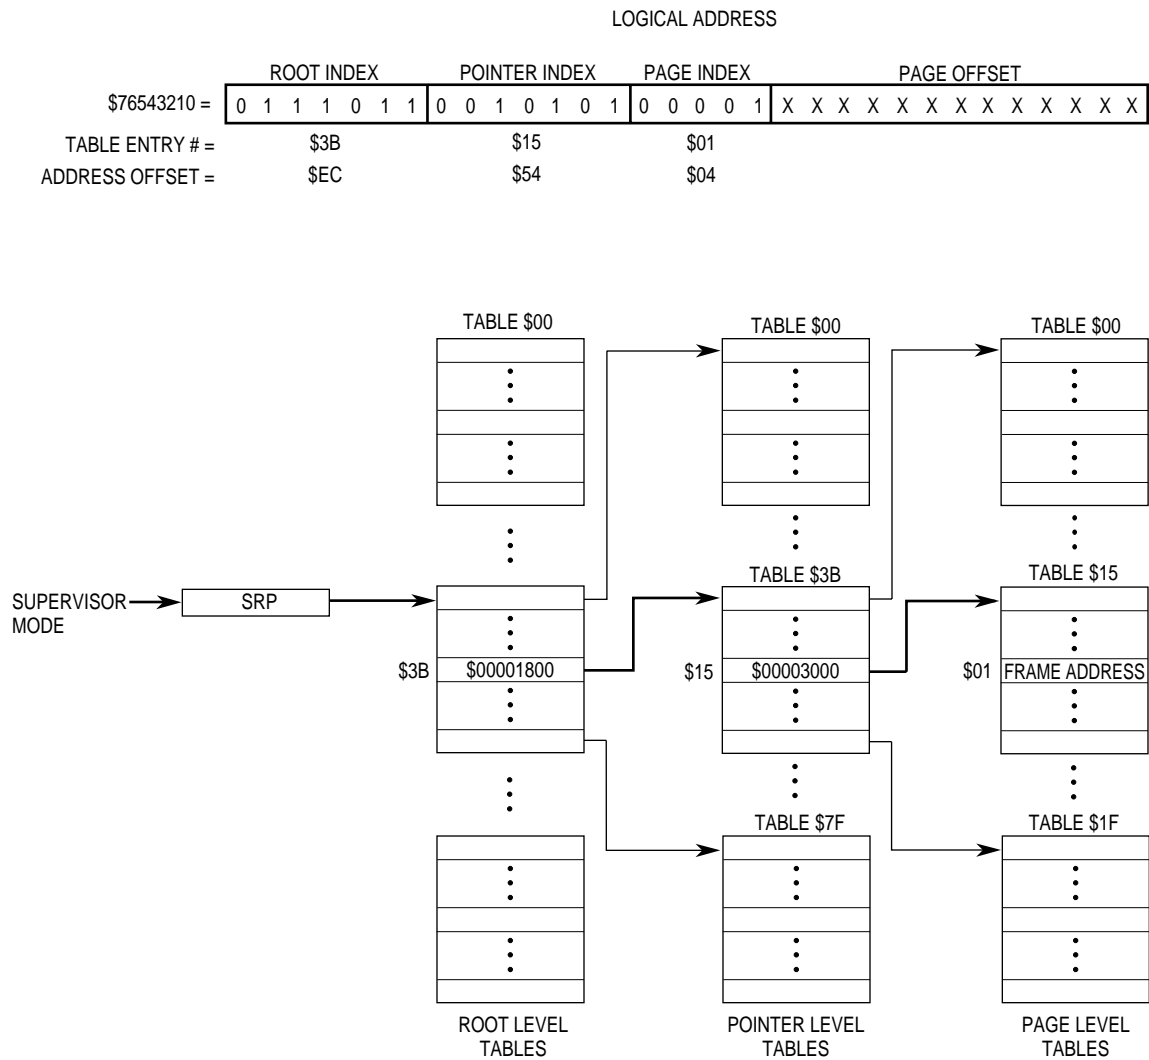 LOGICAL ADDRESS
ROOT INDEX POINTER INDEX PAGE INDEX PAGE OFFSET
$76543210 = 0 1 1 1 0 1 1 0 0 1 0 1 0 1 0 0 0 0 1 X X X X X X X X X X X X X
TABLE ENTRY # = $3B $15 $01
ADDRESS OFFSET = $EC $54 $04
TABLE $00 TABLE $00 TABLE $00
TABLE $3B TABLE $15
SUPERVISOR
MODE
SRP
$3B $00001800 $15 $00003000 $01 FRAME ADDRESS
TABLE $7F TABLE $1F
ROOT LEVEL
TABLES
POINTER LEVEL
TABLES
PAGE LEVEL
TABLES